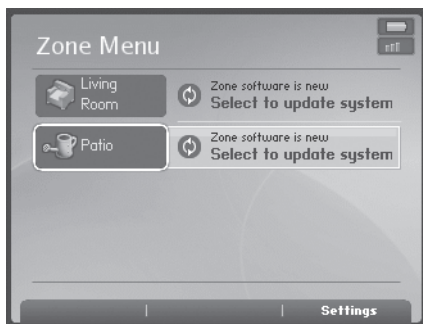 Zone Menu
Living
Room
Zone software is new
Select to update system
Patio
Zone software is new
Select to update system
Settings